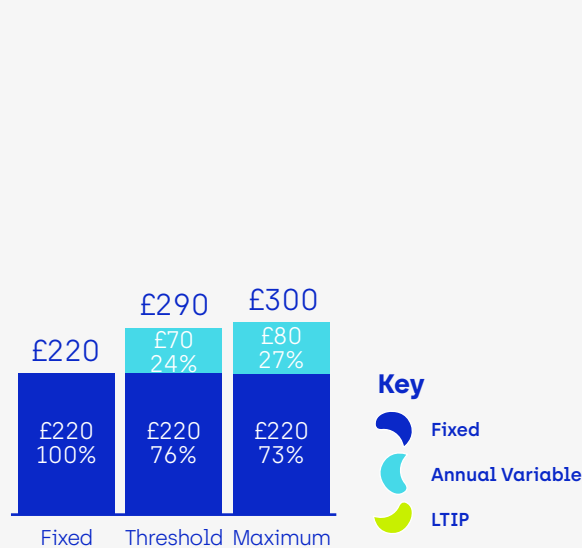 £300
£290
£220
£70
24%
£80
27%
£220
100%
£220
76%
£220
73%
Fixed
Threshold
Maximum
Key
Fixed
Annual Variable
LTIP